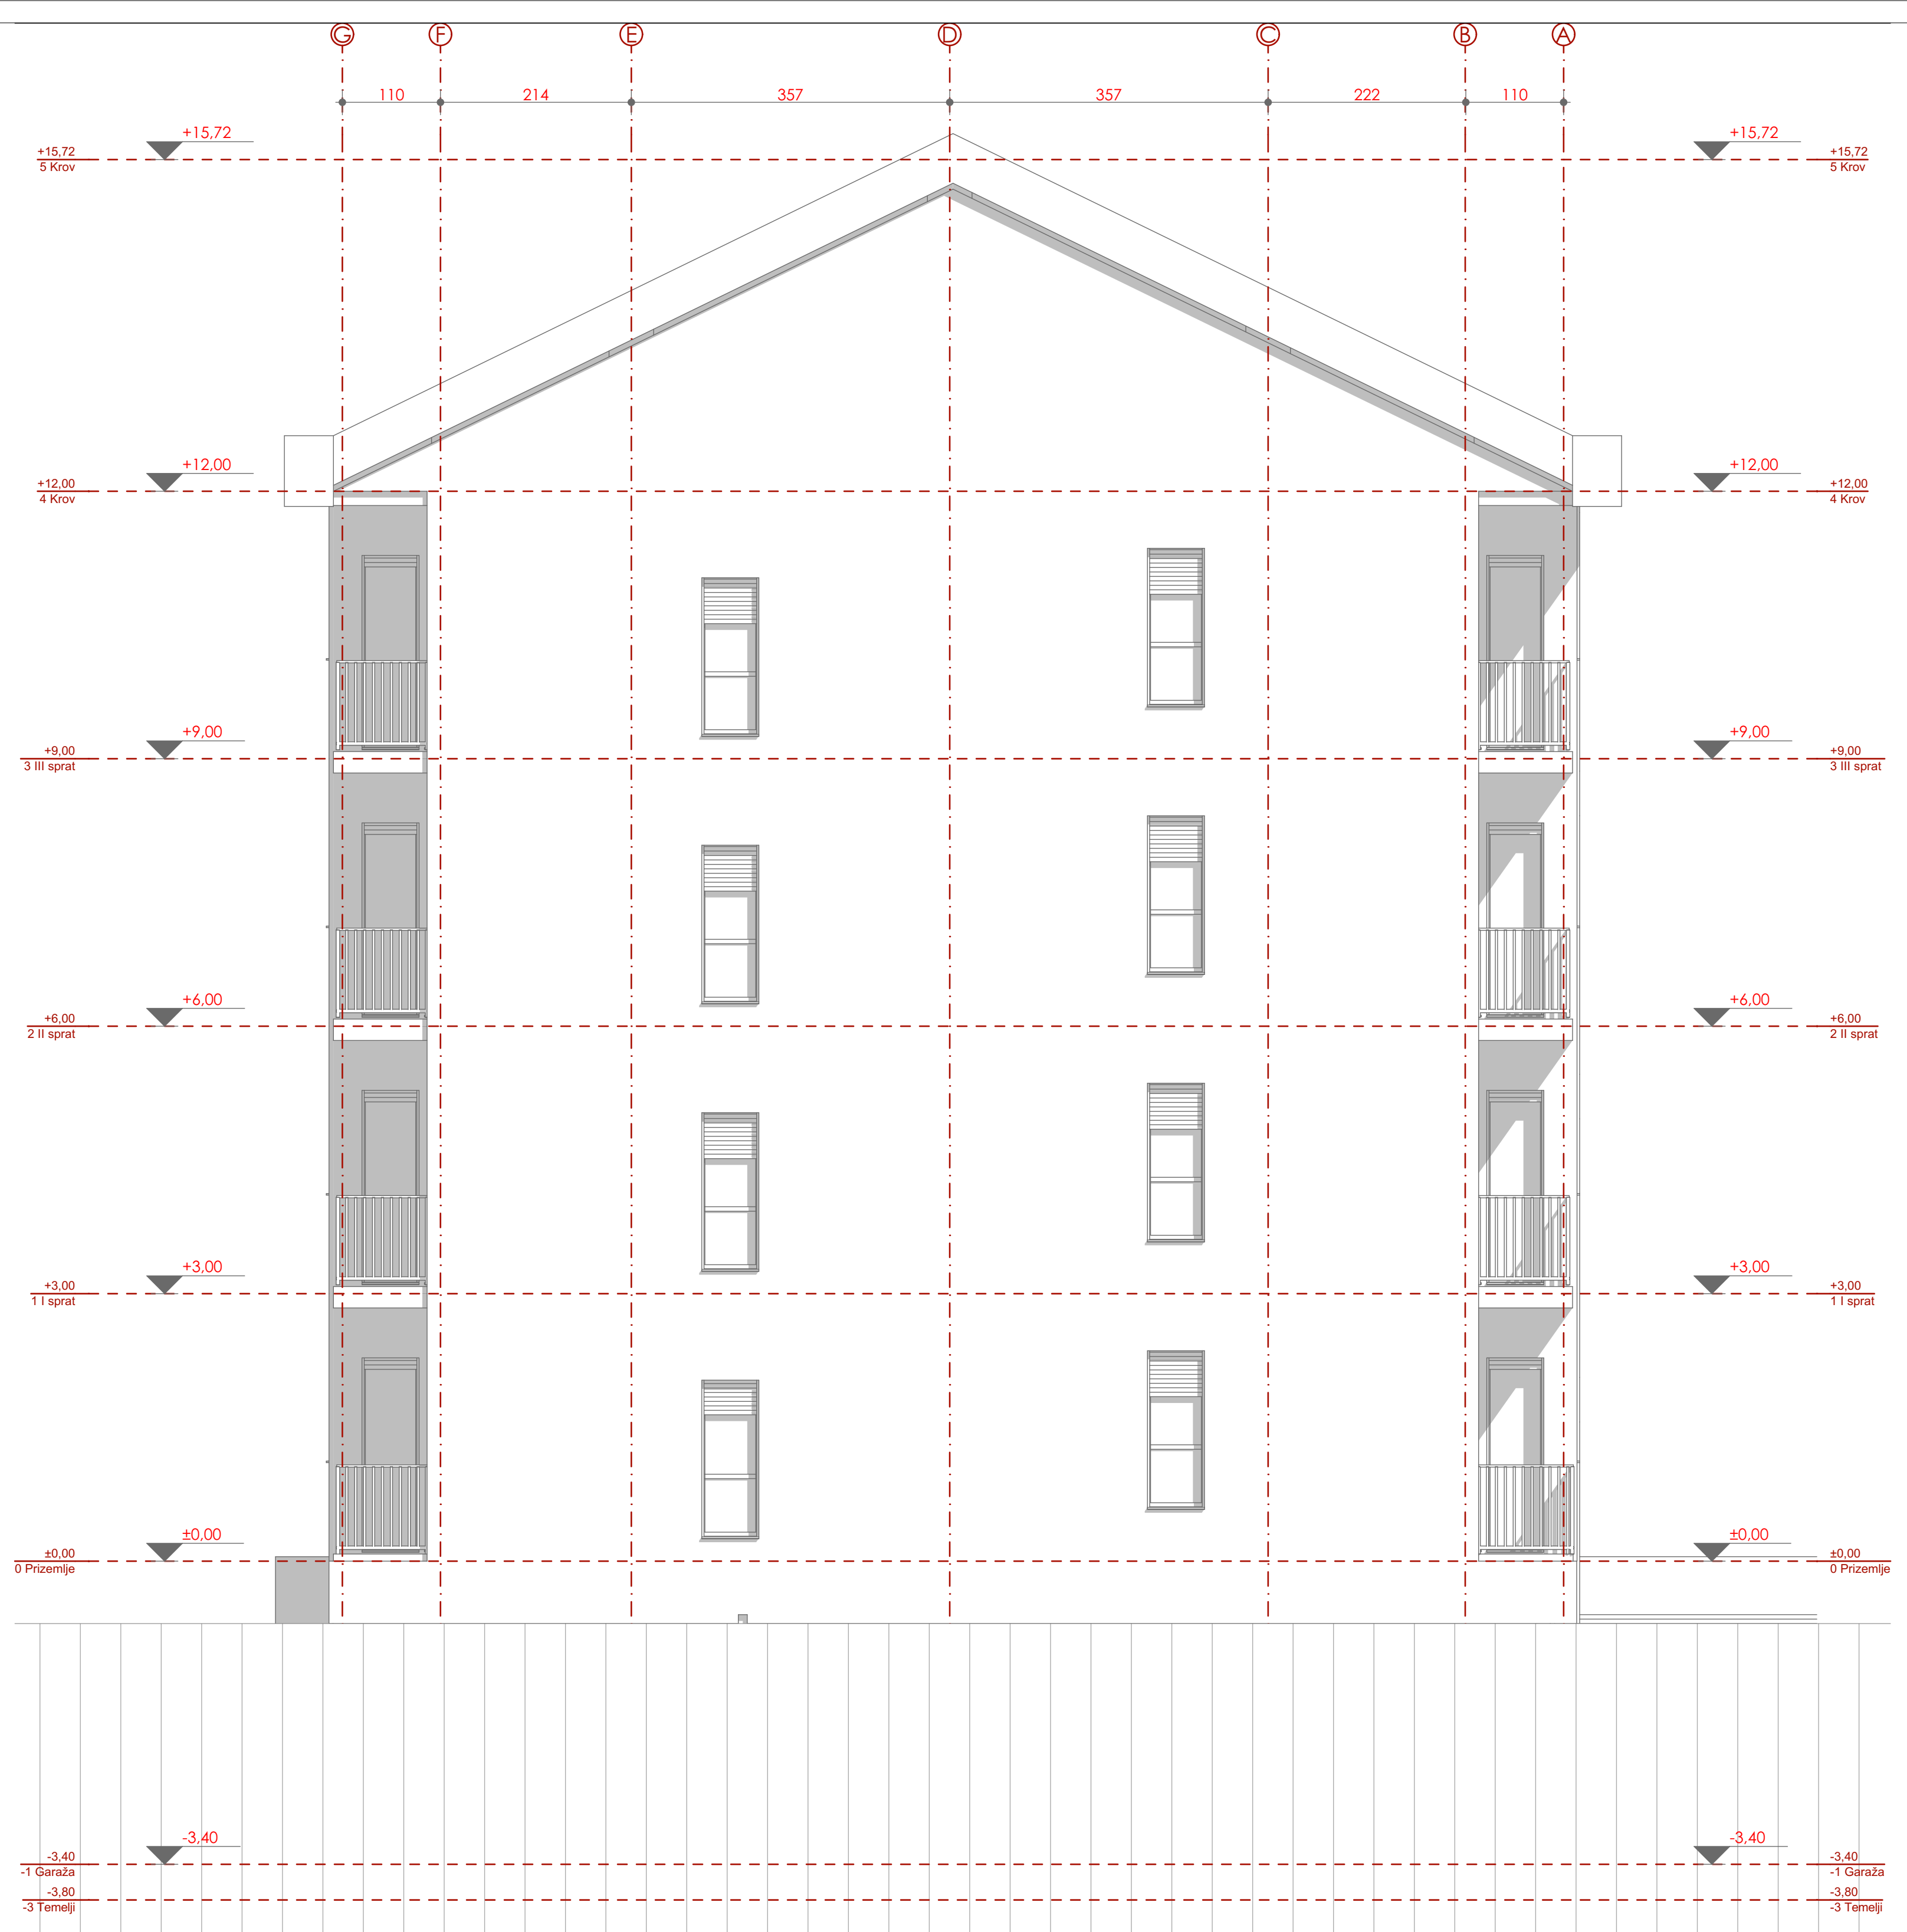 G F E D C B A
110 214 357 357 222 110
+15,72 +15,72
+15,72 +15,72
5 Krov 5 Krov
+12,00 +12,00
+12,00 +12,00
4 Krov 4 Krov
+9,00 +9,00
+9,00 +9,00
3 III sprat 3 III sprat
+6,00 +6,00
+6,00 +6,00
2 II sprat 2 II sprat
+3,00 +3,00
+3,00 +3,00
1 I sprat 1 I sprat
±0,00 ±0,00
±0,00 ±0,00
0 Prizemlje 0 Prizemlje
-3,40 -3,40
-3,40 -3,40
-1 Garaža -1 Garaža
-3,80 -3,80
-3 Temelji -3 Temelji